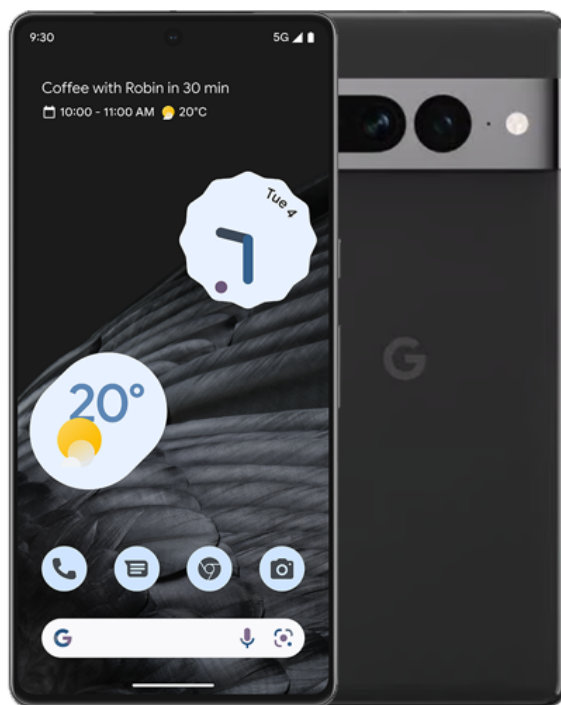 9:30
5G
Coffee with Robin in 30 min
10:00 - 11:00 AM 20°C
Tue 4
20°
G
G